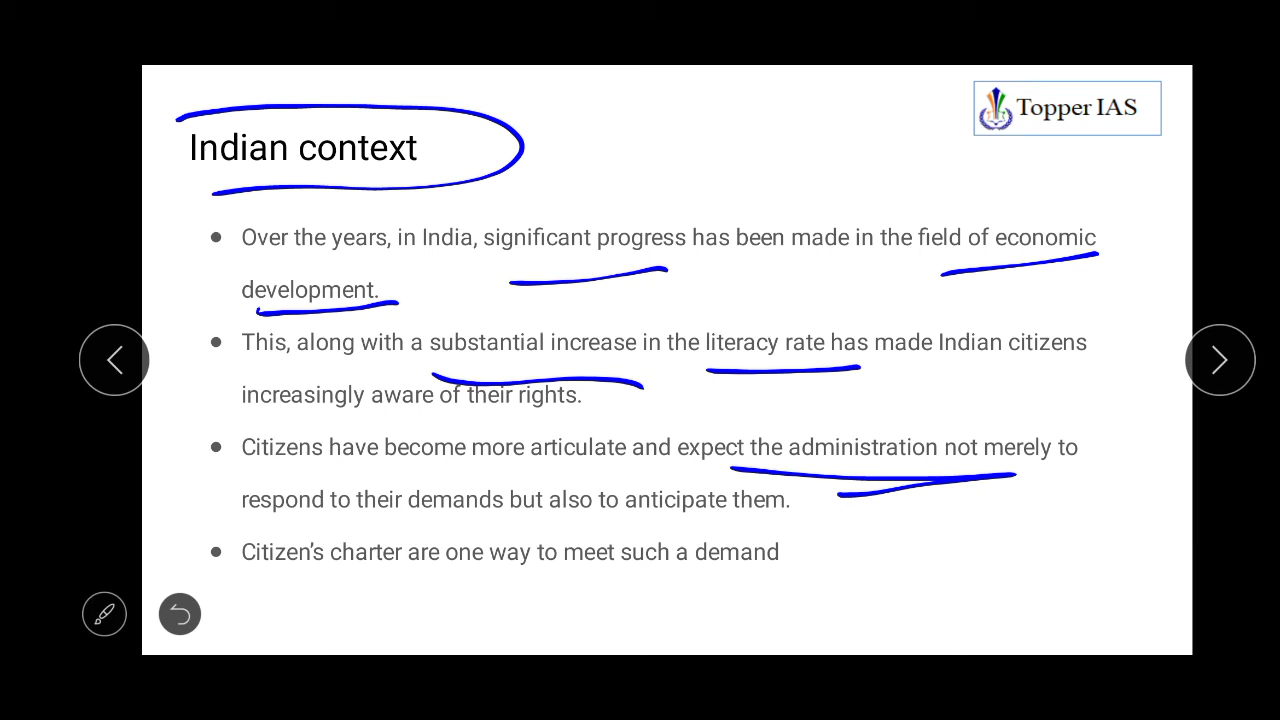 Topper IAS
Indian context
● Over the years, in India, significant progress has been made in the field of economic
development.
● This, along with a substantial increase in the literacy rate has made Indian citizens
increasingly aware of their rights.
● Citizens have become more articulate and expect the administration not merely to
respond to their demands but also to anticipate them.
● Citizen’s charter are one way to meet such a demand